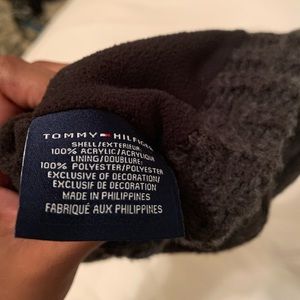 TOMMY HILFIGER
SHELL/EXTERIEUR:
100% ACRYLIC/ACRYLIQUE
LINING/DOUBLURE:
100% POLYESTER/POLYESTER
EXCLUSIVE OF DECORATION/
EXCLUSIF DE DECORATION
MADE IN PHILIPPINES
FABRIQUÉ AUX PHILIPPINES